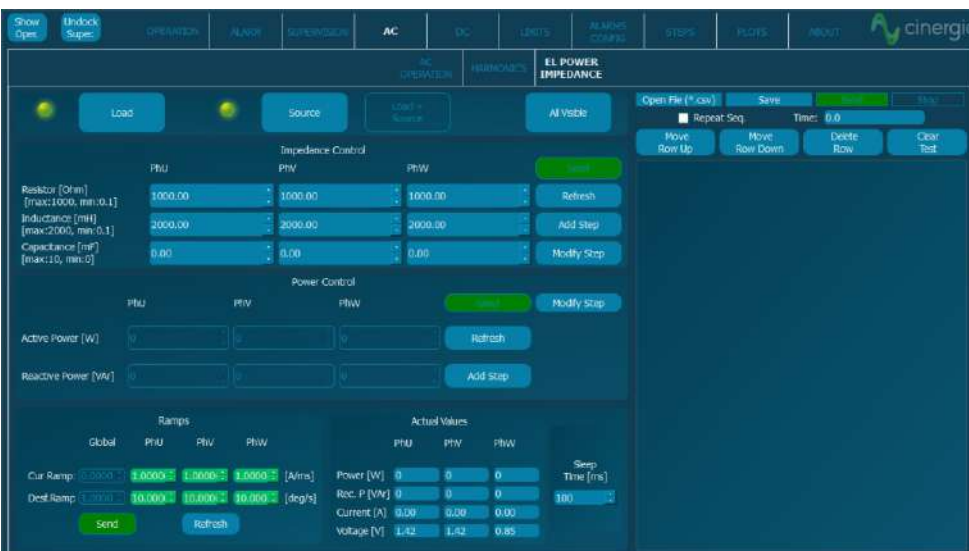 Show Oper.
Undock Super.
OPERATION
ALARM
SUPERVISION
AC
DC
LIMITS
ALARMS CONFIG
STEPS
PLOTS
ABOUT
cinergi
AC OPERATION
HARMONICS
EL POWER IMPEDANCE
Load
Source
Load + Source
All Visible
Open File (*.csv)
Save
Send
Stop
Repeat Seq.
Time: 0.0
Move Row Up
Move Row Down
Delete Row
Clear Test
Impedance Control
PhU PhV PhW
Send
Resistor [Ohm] [max:1000, min:0.1] 1000.00 1000.00 1000.00 Refresh
Inductance [mH] [max:2000, min:0.1] 2000.00 2000.00 2000.00 Add Step
Capacitance [mF] [max:10, min:0] 0.00 0.00 0.00 Modify Step
Power Control
PhU PhV PhW Send Modify Step
Active Power [W] 0 0 0 Refresh
Reactive Power [VAr] 0 0 0 Add Step
Ramps
Global PhU PhV PhW
Cur Ramp 0.0000 1.0000 1.0000 1.0000 [A/ms]
Desf.Ramp 10.000 10.000 10.000 [deg/s]
Send Refresh
Actual Values
PhU PhV PhW
Power [W] 0 0 0
Rec. P [VAr] 0 0 0
Current [A] 0.00 0.00 0.00
Voltage [V] 1.42 1.42 0.85
Sleep Time [ms]
100